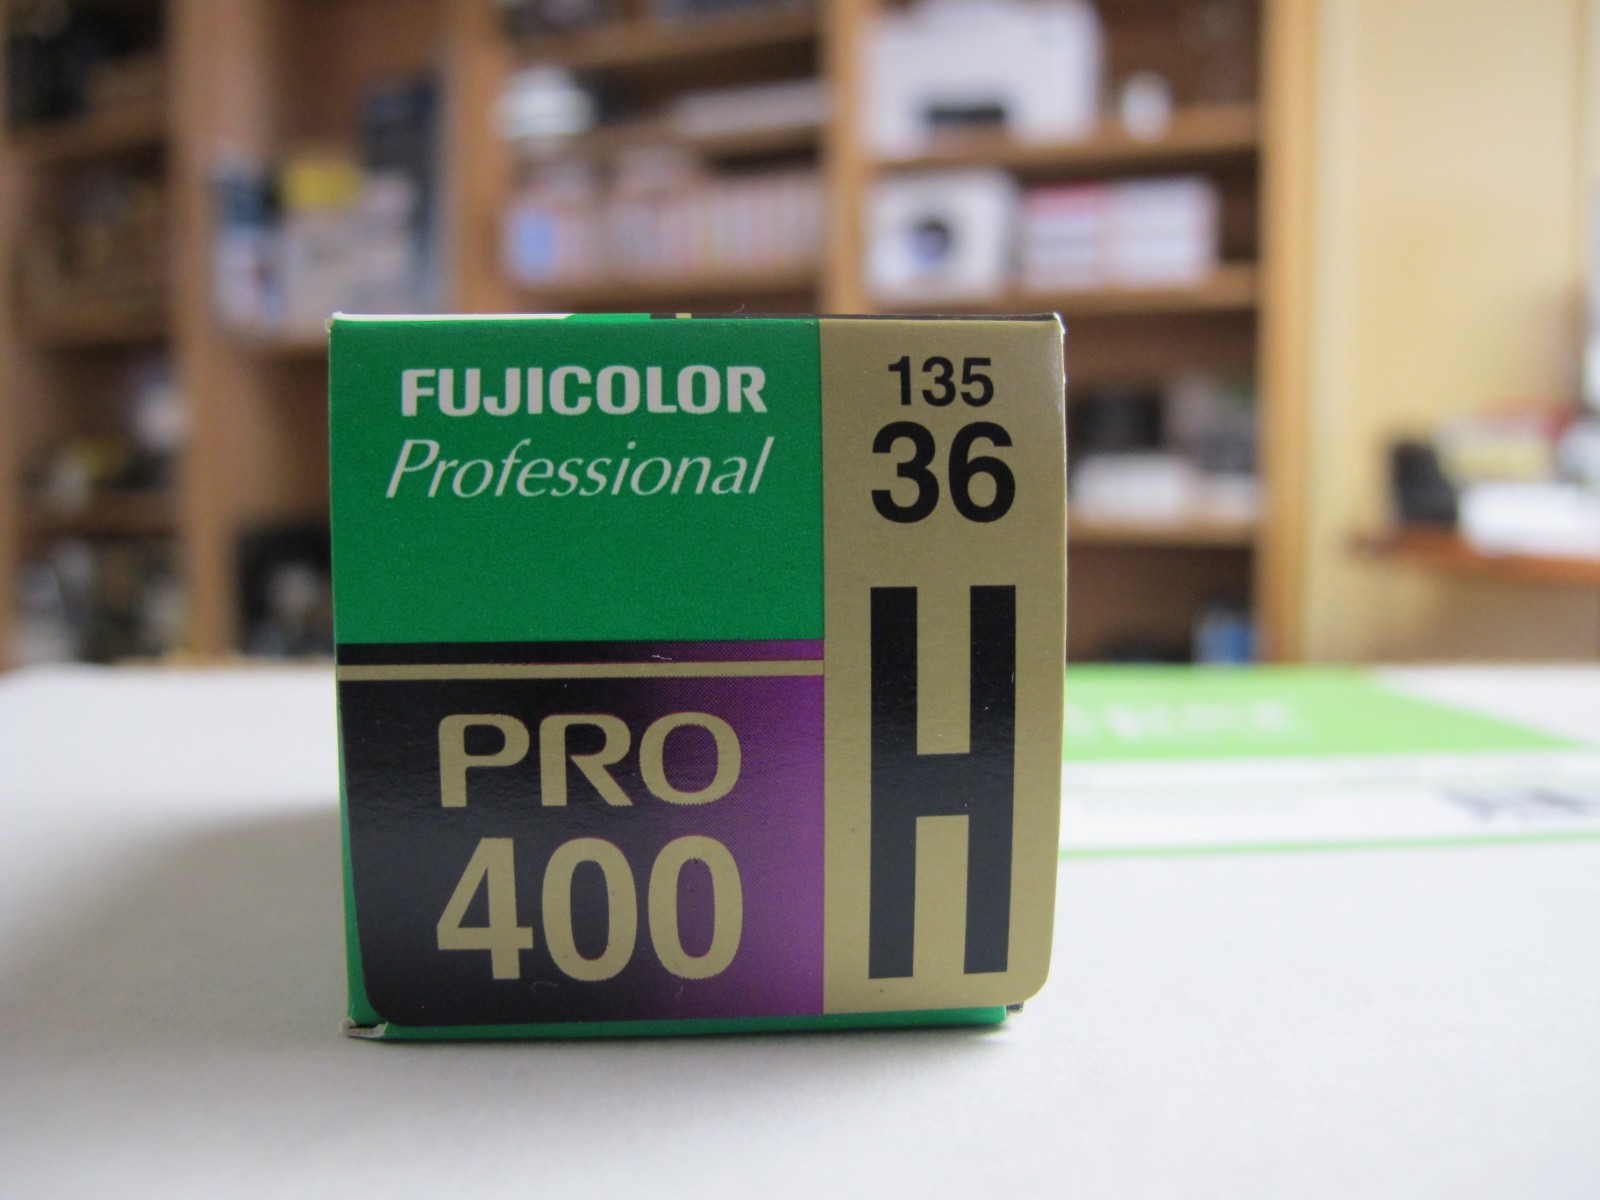 FUJICOLOR
Professional
PRO
400
135
36
H